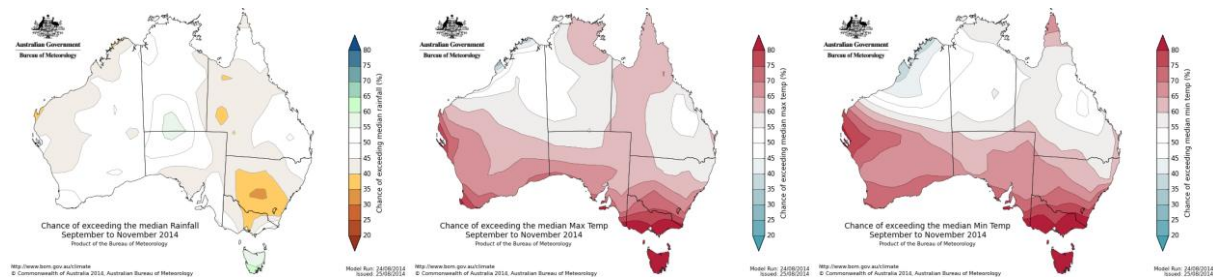 Australian Government
Bureau of Meteorology
80
75
70
65
60
55
50
45
40
35
30
25
20
Chance of exceeding median rainfall (%)
Chance of exceeding the median Rainfall
September to November 2014
Product of the Bureau of Meteorology
http://www.bom.gov.au/climate
© Commonwealth of Australia 2014, Australian Bureau of Meteorology
Model Run: 24/08/2014
Issued: 25/08/2014
Australian Government
Bureau of Meteorology
80
75
70
65
60
55
50
45
40
35
30
25
20
Chance of exceeding median max temp (%)
Chance of exceeding the median Max Temp
September to November 2014
Product of the Bureau of Meteorology
http://www.bom.gov.au/climate
© Commonwealth of Australia 2014, Australian Bureau of Meteorology
Model Run: 24/08/2014
Issued: 25/08/2014
Australian Government
Bureau of Meteorology
80
75
70
65
60
55
50
45
40
35
30
25
20
Chance of exceeding median min temp (%)
Chance of exceeding the median Min Temp
September to November 2014
Product of the Bureau of Meteorology
http://www.bom.gov.au/climate
© Commonwealth of Australia 2014, Australian Bureau of Meteorology
Model Run: 24/08/2014
Issued: 25/08/2014